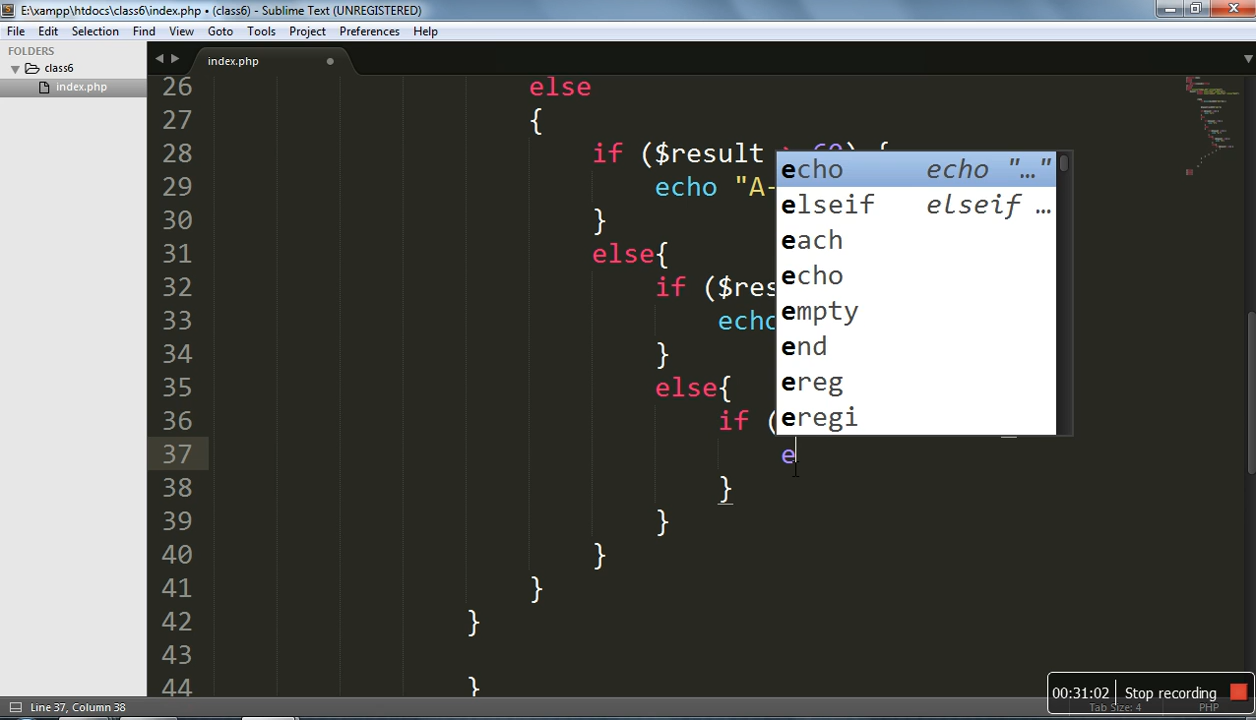 E:\xampp\htdocs\class6\index.php • (class6) - Sublime Text (UNREGISTERED)
File Edit Selection Find View Goto Tools Project Preferences Help
FOLDERS
class6
index.php
index.php
26 else
27 {
28 if ($result > 60) {
29 echo "A-
30 }
31 else{
32 if ($res
33 echo
34 }
35 else{
36 if (
37 e
38 }
39 }
40 }
41 }
42 }
43
44 }
echo echo "…"
elseif elseif …
each
echo
empty
end
ereg
eregi
00:31:02 Stop recording
Line 37, Column 38
Tab Size: 4 PHP